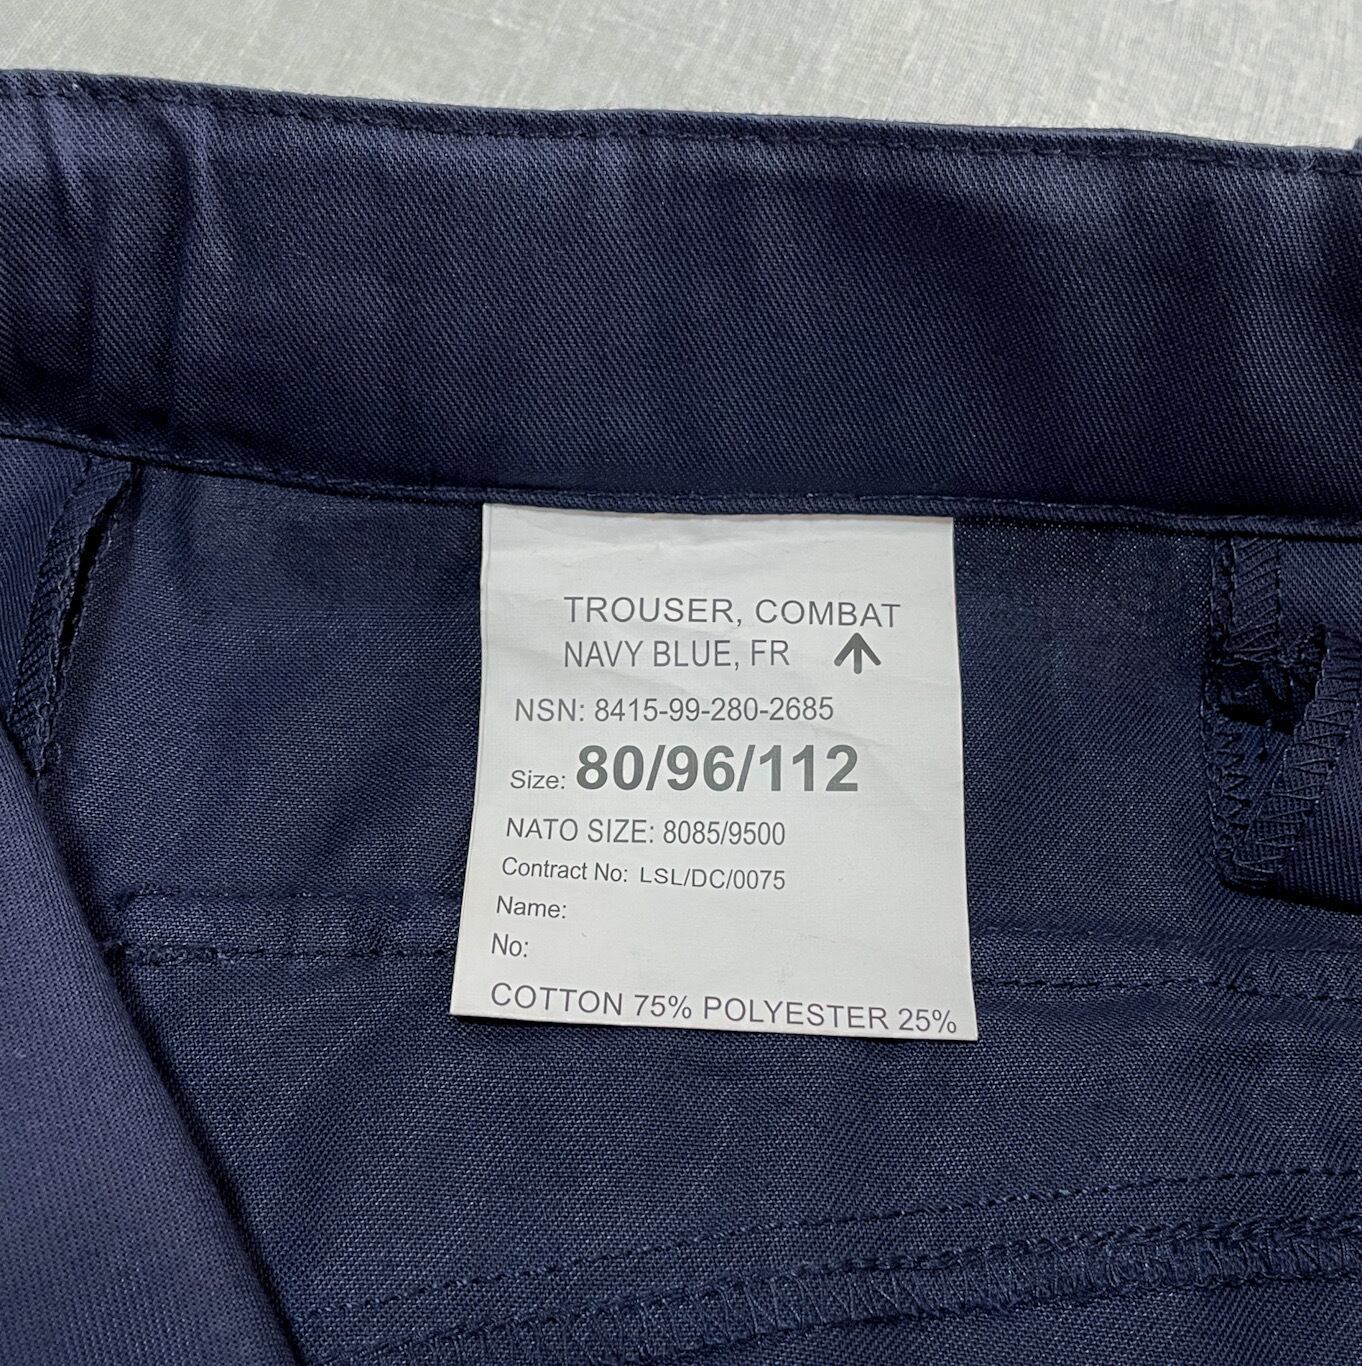 TROUSER, COMBAT
NAVY BLUE, FR
NSN: 8415-99-280-2685
Size: 80/96/112
NATO SIZE: 8085/9500
Contract No: LSL/DC/0075
Name:
No:
COTTON 75% POLYESTER 25%